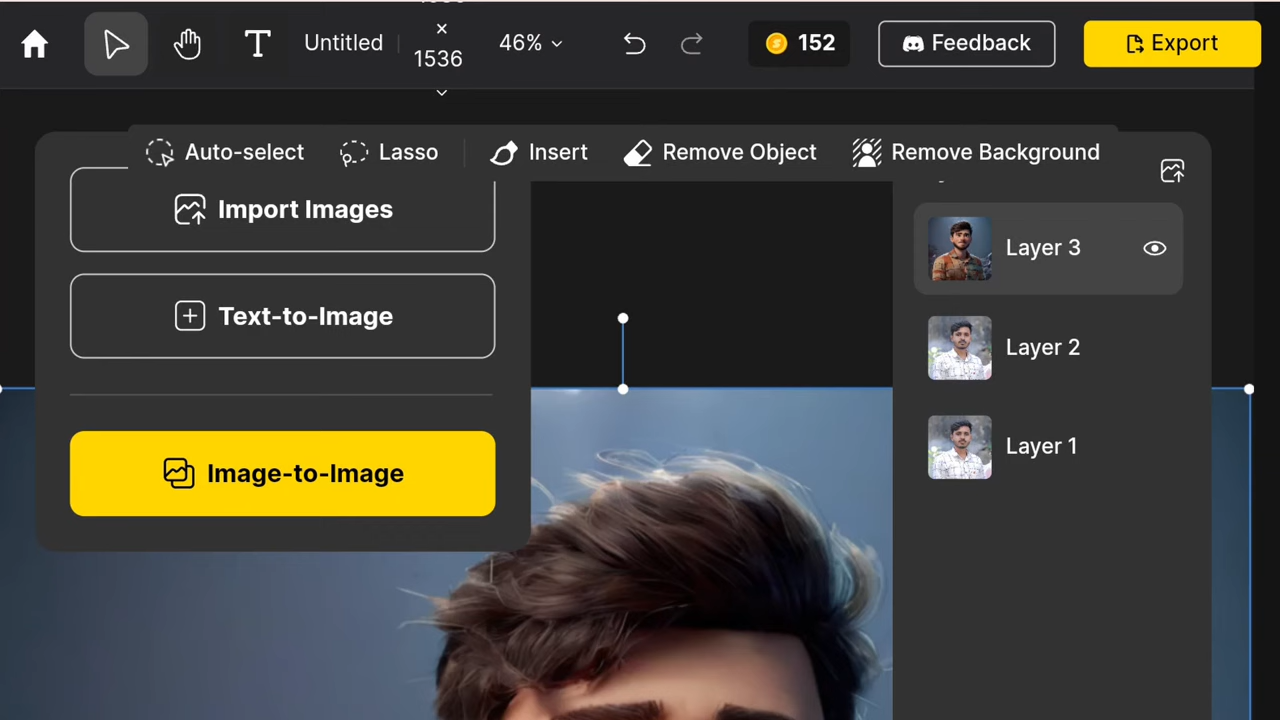 Untitled
×
1536
46%
152
Feedback
Export
Auto-select
Lasso
Insert
Remove Object
Remove Background
Import Images
Text-to-Image
Image-to-Image
Layer 3
Layer 2
Layer 1